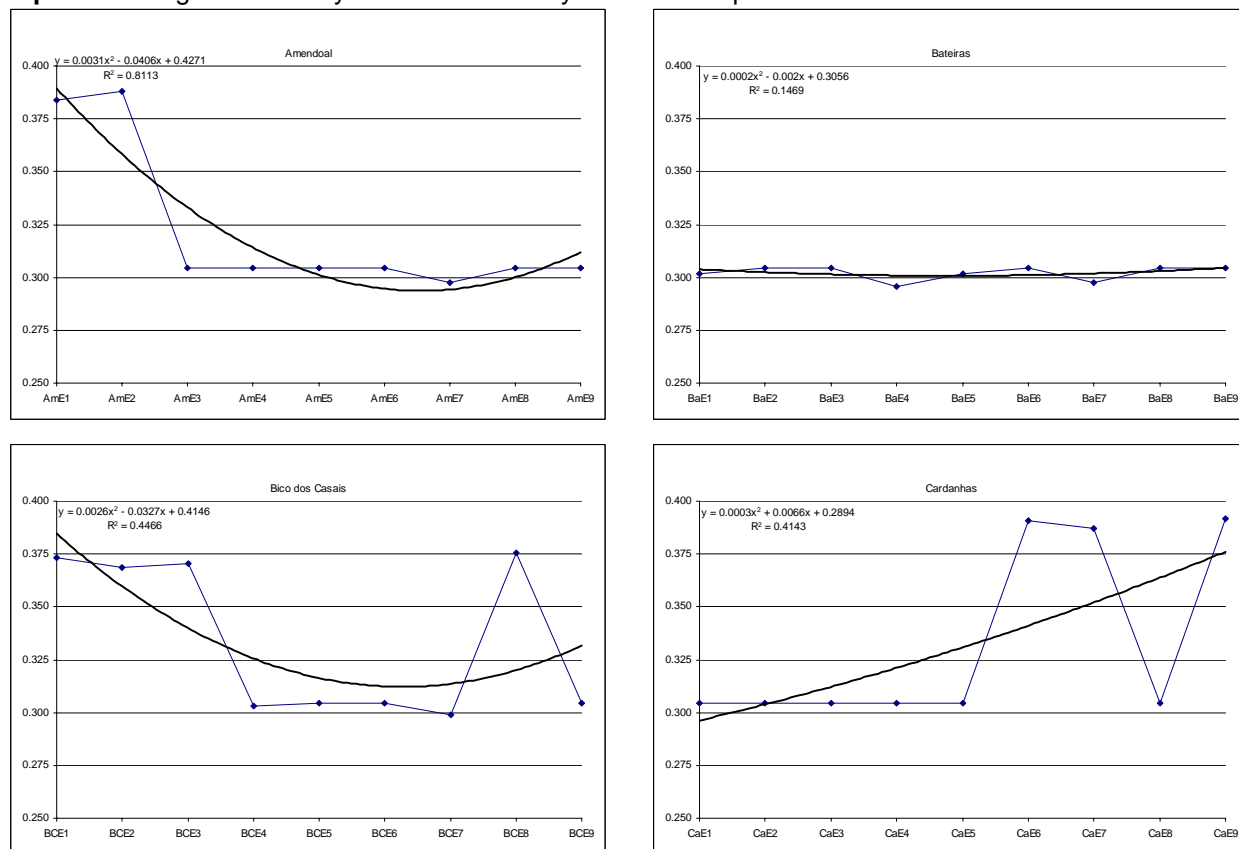 Amendoal
y = 0.0031x² - 0.0406x + 0.4271
R² = 0.8113
0.400
0.375
0.350
0.325
0.300
0.275
0.250
AmE1 AmE2 AmE3 AmE4 AmE5 AmE6 AmE7 AmE8 AmE9
Bateiras
y = 0.0002x² - 0.002x + 0.3056
R² = 0.1469
0.400
0.375
0.350
0.325
0.300
0.275
0.250
BaE1 BaE2 BaE3 BaE4 BaE5 BaE6 BaE7 BaE8 BaE9
Bico dos Casais
y = 0.0026x² - 0.0327x + 0.4146
R² = 0.4466
0.400
0.375
0.350
0.325
0.300
0.275
0.250
BCE1 BCE2 BCE3 BCE4 BCE5 BCE6 BCE7 BCE8 BCE9
Cardanhas
y = 0.0003x² + 0.0066x + 0.2894
R² = 0.4143
0.400
0.375
0.350
0.325
0.300
0.275
0.250
CaE1 CaE2 CaE3 CaE4 CaE5 CaE6 CaE7 CaE8 CaE9